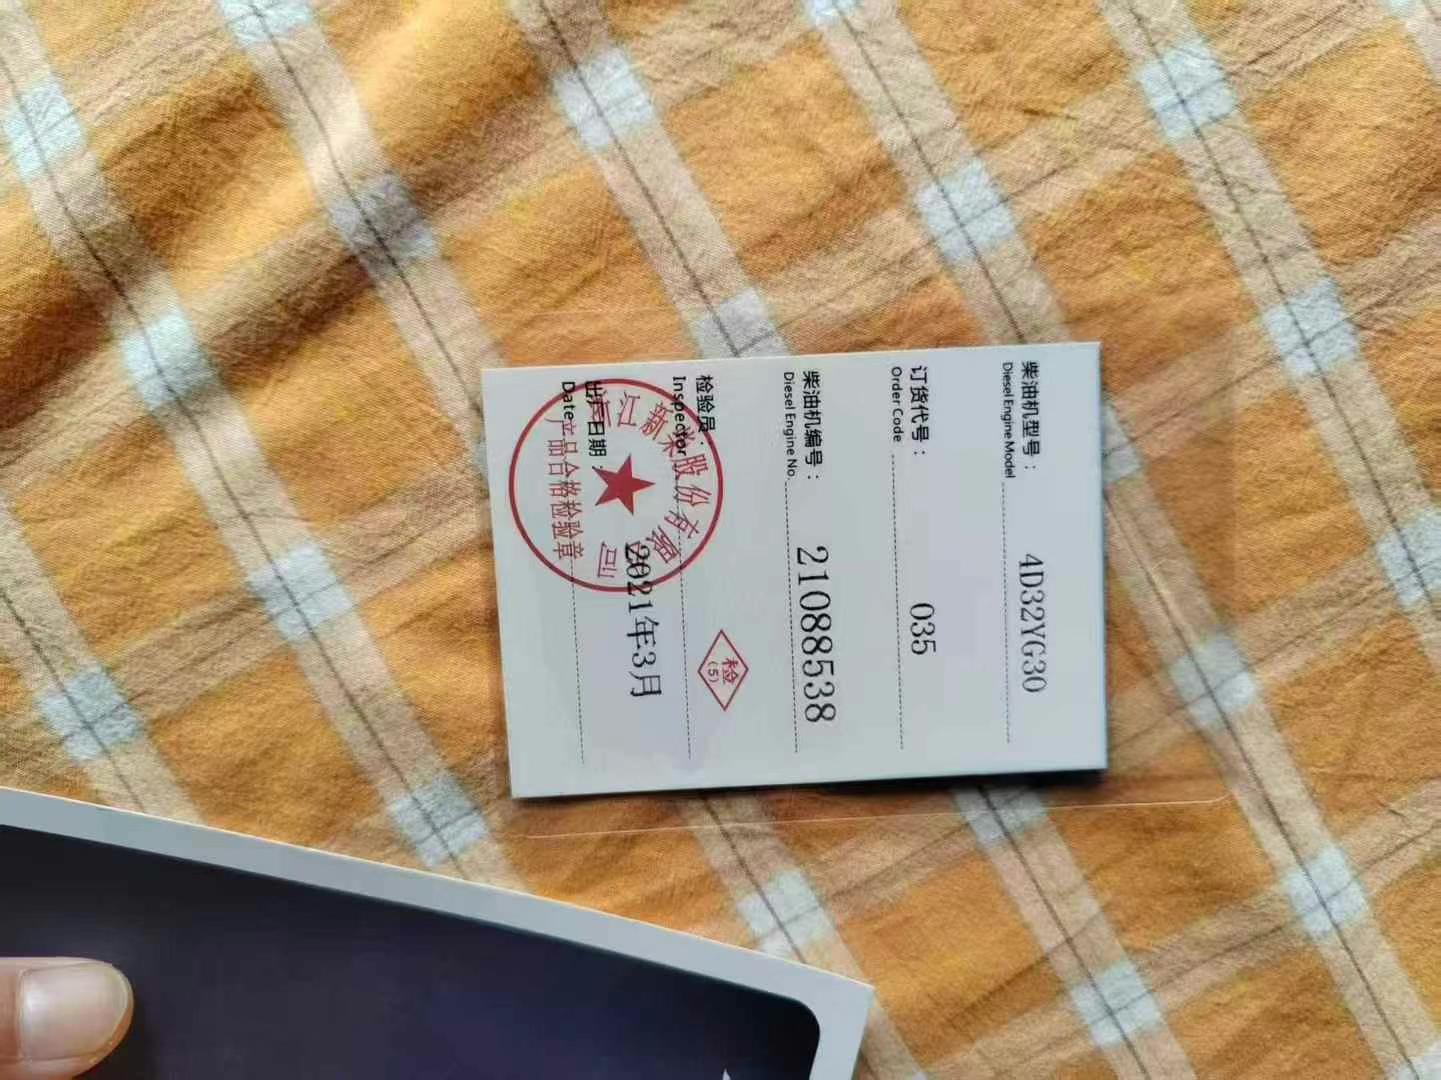 柴油机型号： 4D32YG30
Diesel Engine Model
订货代号： 035
Order Code
柴油机编号： 21088538
Diesel Engine No.
检验员：
Inspector
检
(5)
出产日期： 2021年3月
Date
江新柴股份有限公司
产品合格检验章